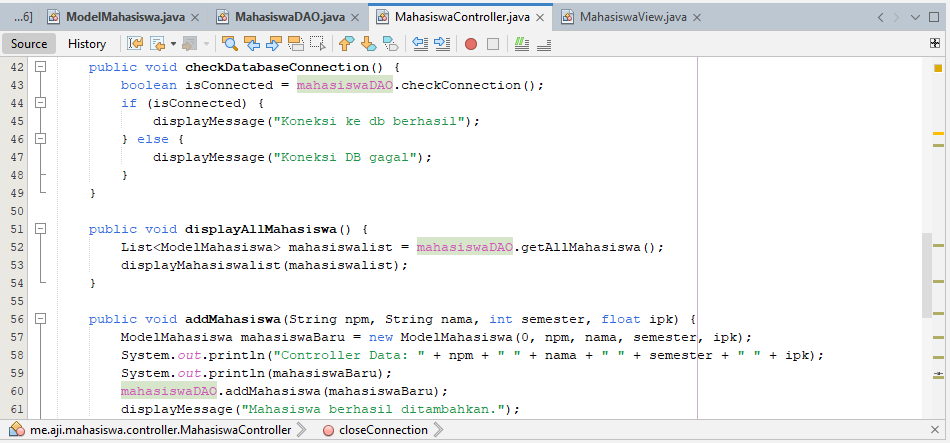 ...6] ModelMahasiswa.java × MahasiswaDAO.java × MahasiswaController.java × MahasiswaView.java ×
Source History
42 public void checkDatabaseConnection() {
43 boolean isConnected = mahasiswaDAO.checkConnection();
44 if (isConnected) {
45 displayMessage("Koneksi ke db berhasil");
46 } else {
47 displayMessage("Koneksi DB gagal");
48 }
49 }
50
51 public void displayAllMahasiswa() {
52 List<ModelMahasiswa> mahasiswalist = mahasiswaDAO.getAllMahasiswa();
53 displayMahasiswalist(mahasiswalist);
54 }
55
56 public void addMahasiswa(String npm, String nama, int semester, float ipk) {
57 ModelMahasiswa mahasiswaBaru = new ModelMahasiswa(0, npm, nama, semester, ipk);
58 System.out.println("Controller Data: " + npm + " " + nama + " " + semester + " " + ipk);
59 System.out.println(mahasiswaBaru);
60 mahasiswaDAO.addMahasiswa(mahasiswaBaru);
61 displayMessage("Mahasiswa berhasil ditambahkan.");
me.aji.mahasiswa.controller.MahasiswaController closeConnection